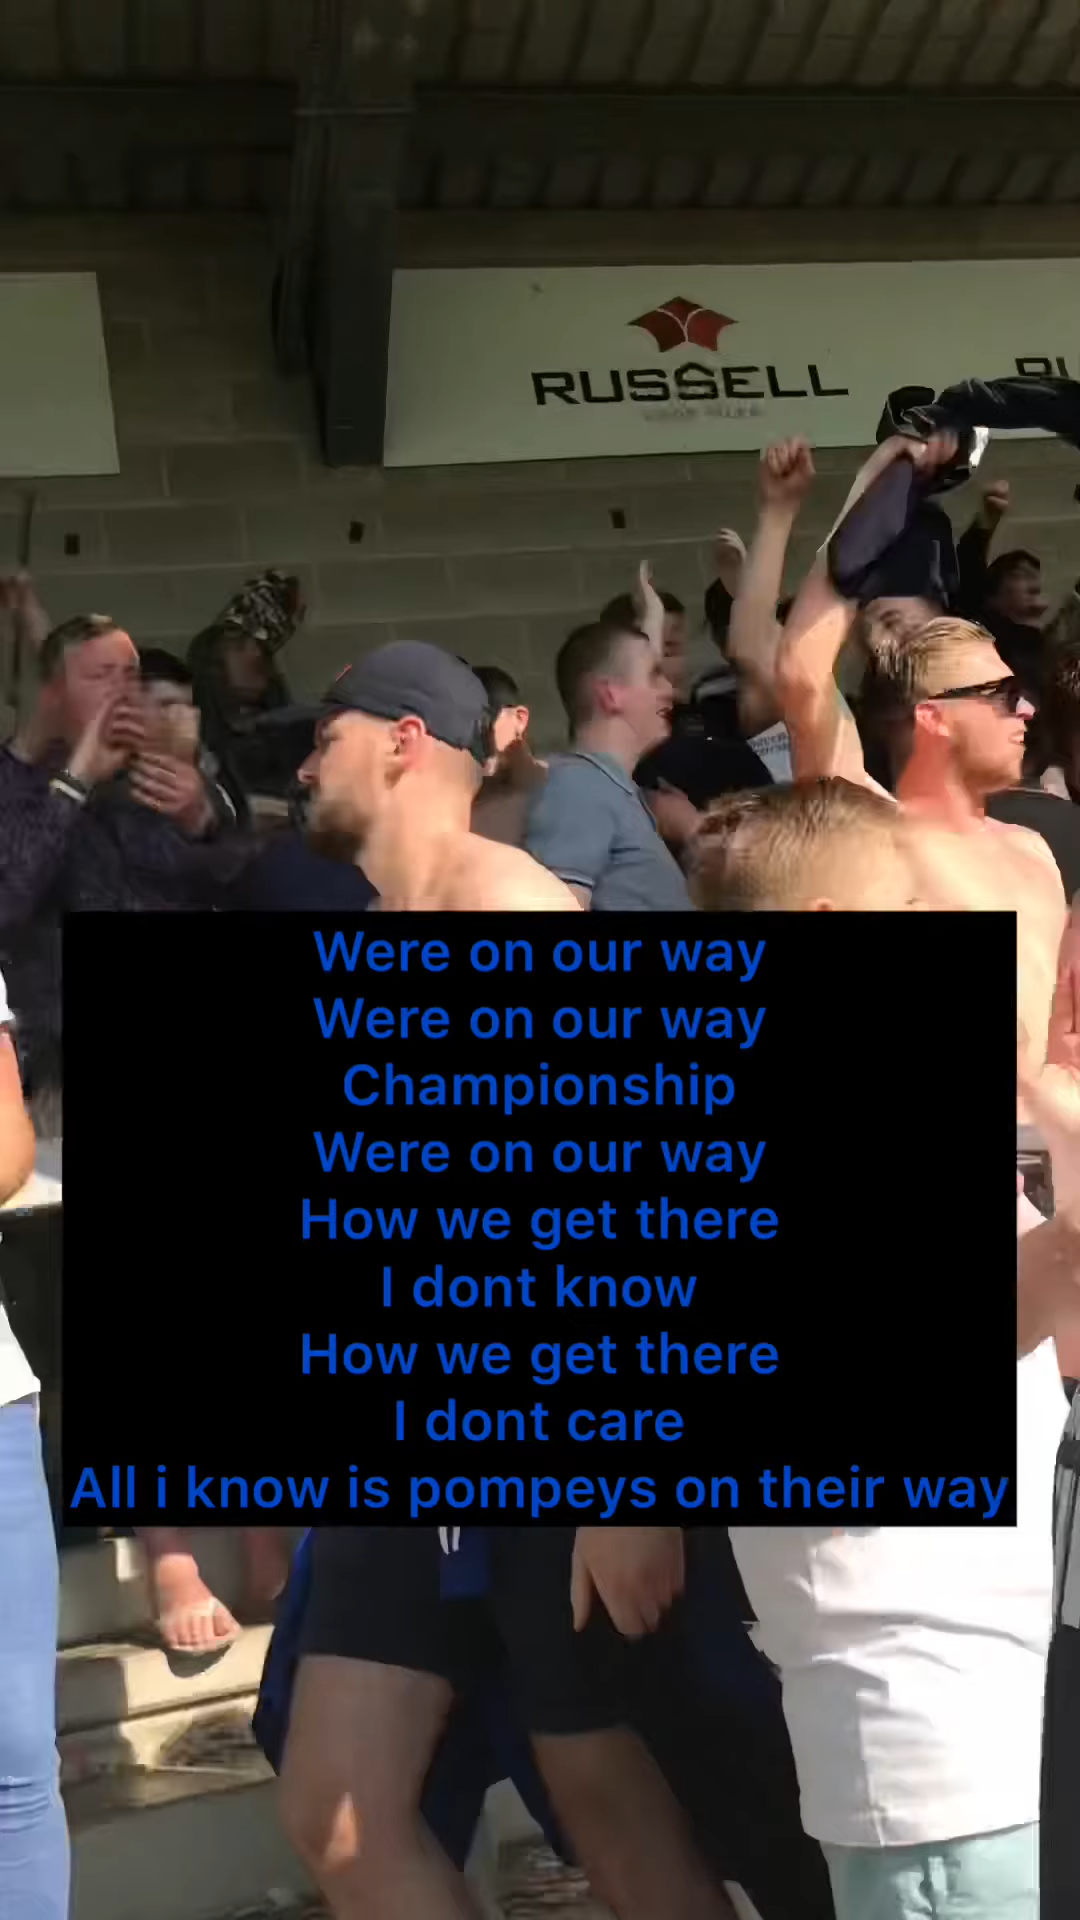 RUSSELL
Were on our way
Were on our way
Championship
Were on our way
How we get there
I dont know
How we get there
I dont care
All i know is pompeys on their way